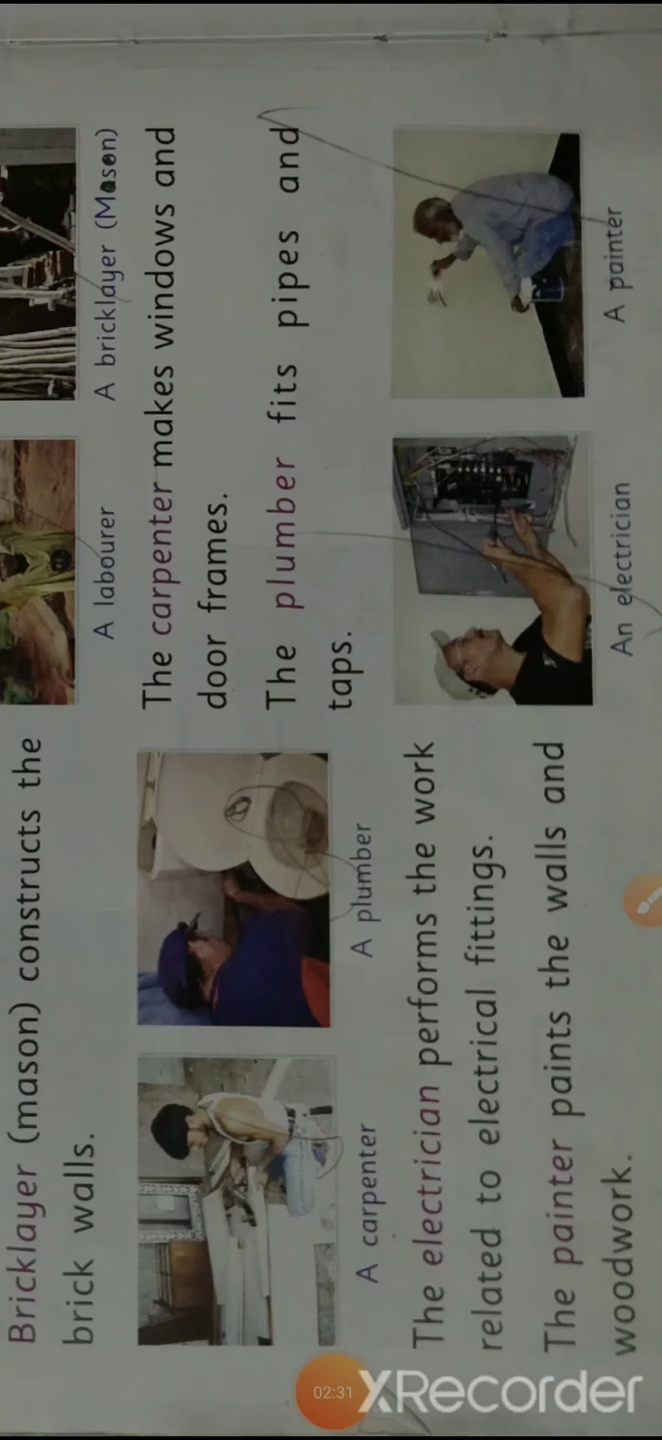 A labourer
A bricklayer (Mason)
Bricklayer (mason) constructs the
brick walls.
The carpenter makes windows and
door frames.
The plumber fits pipes and
taps.
A carpenter
A plumber
The electrician performs the work
related to electrical fittings.
The painter paints the walls and
woodwork.
An electrician
A painter
02:31
XRecorder